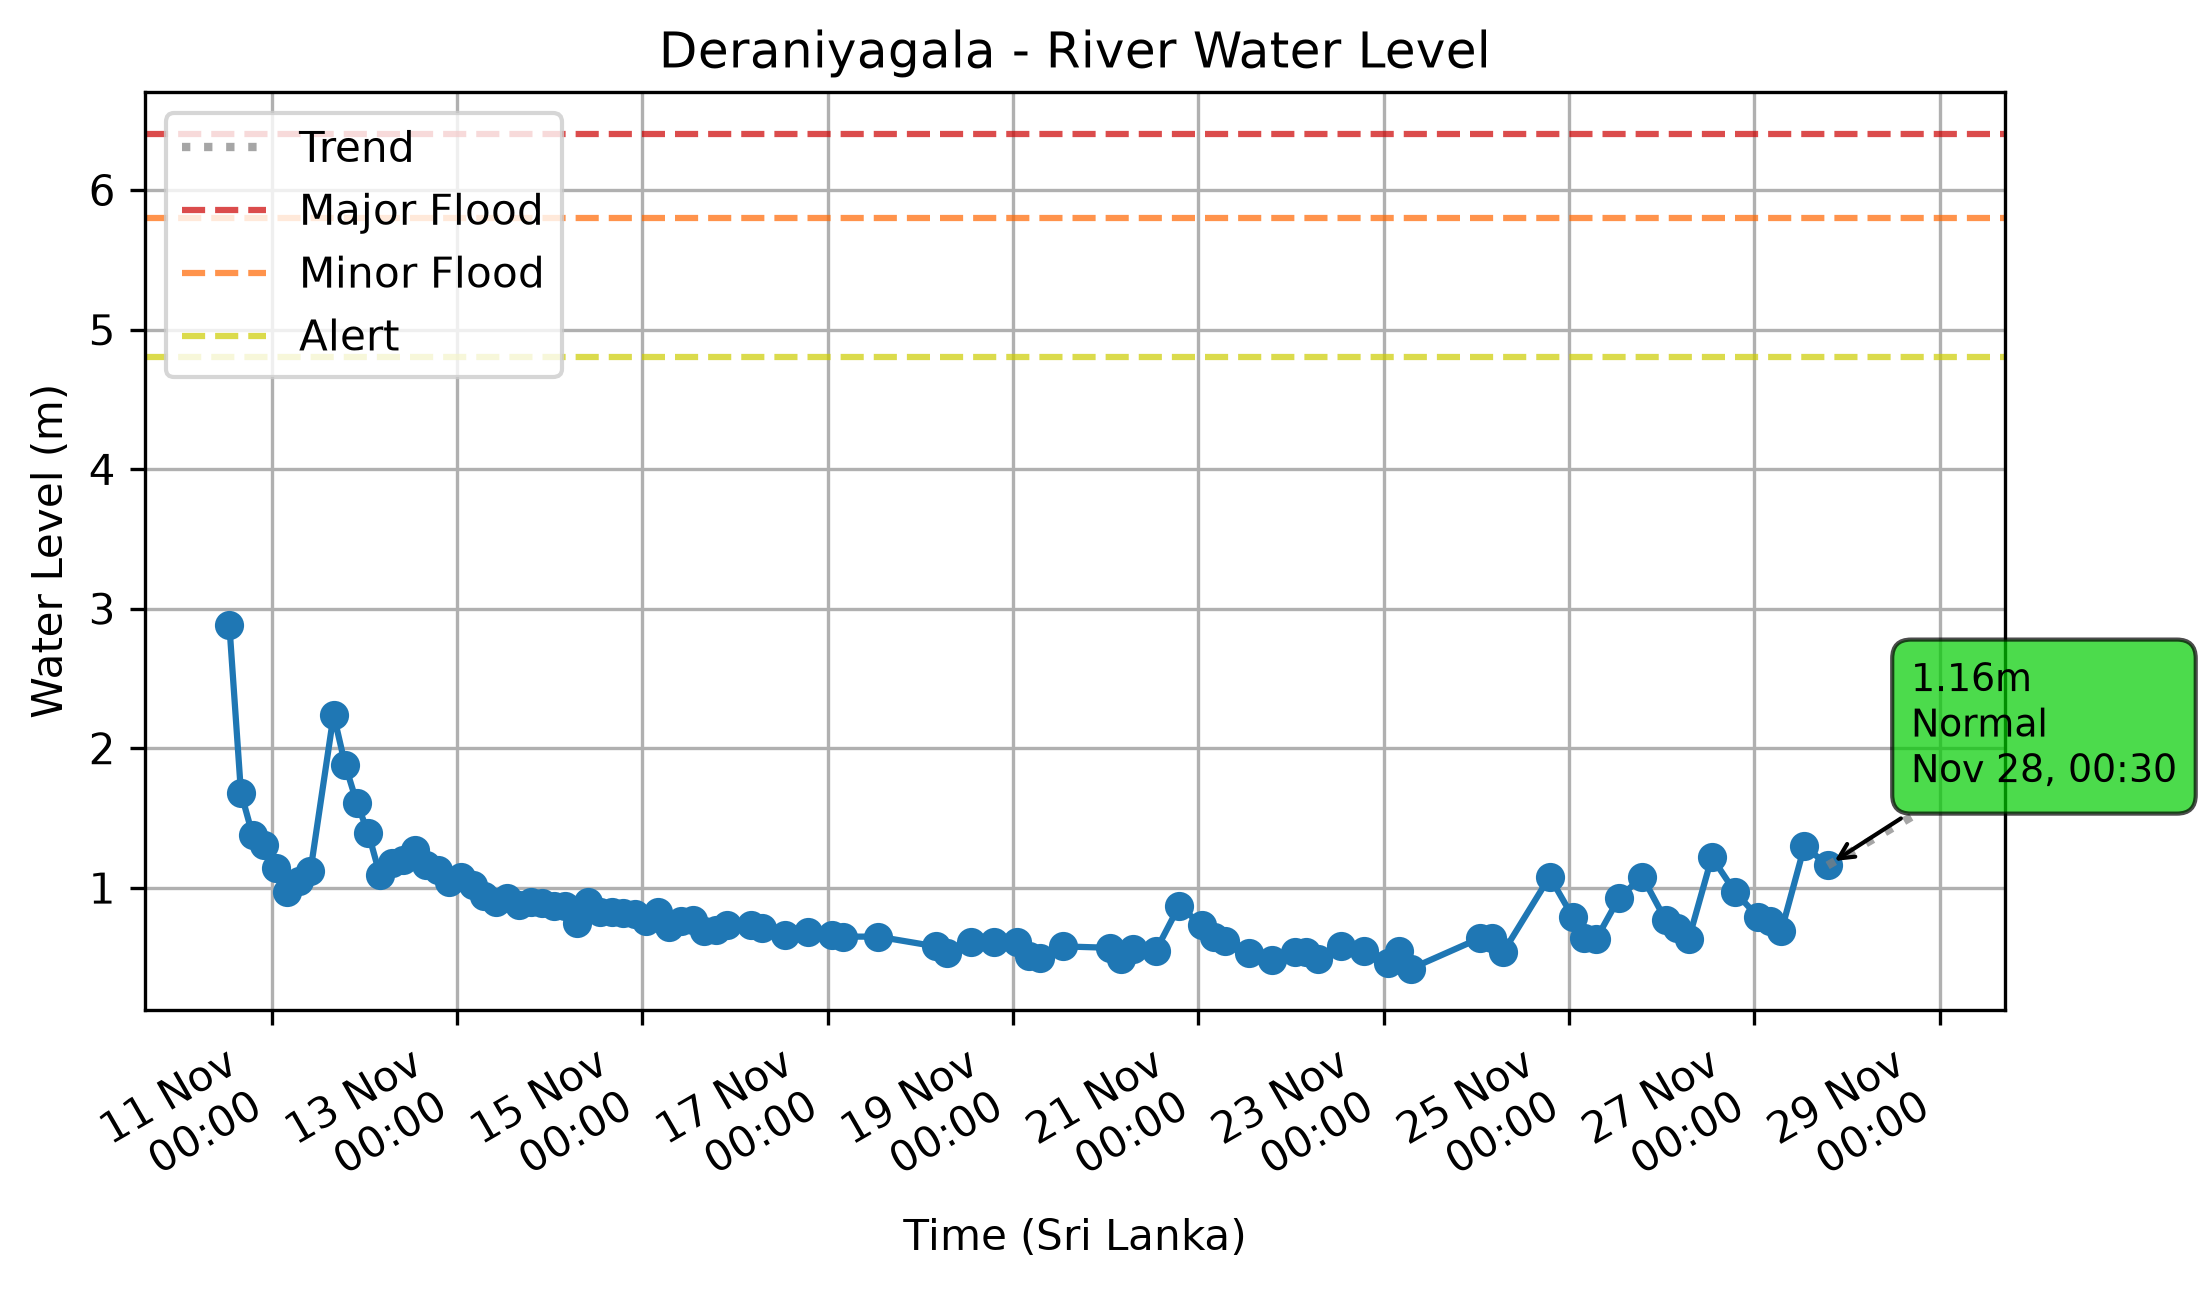 Deraniyagala - River Water Level
Trend
Major Flood
Minor Flood
Alert
Water Level (m)
6
5
4
3
2
1
1.16m
Normal
Nov 28, 00:30
11 Nov
00:00
13 Nov
00:00
15 Nov
00:00
17 Nov
00:00
19 Nov
00:00
21 Nov
00:00
23 Nov
00:00
25 Nov
00:00
27 Nov
00:00
29 Nov
00:00
Time (Sri Lanka)